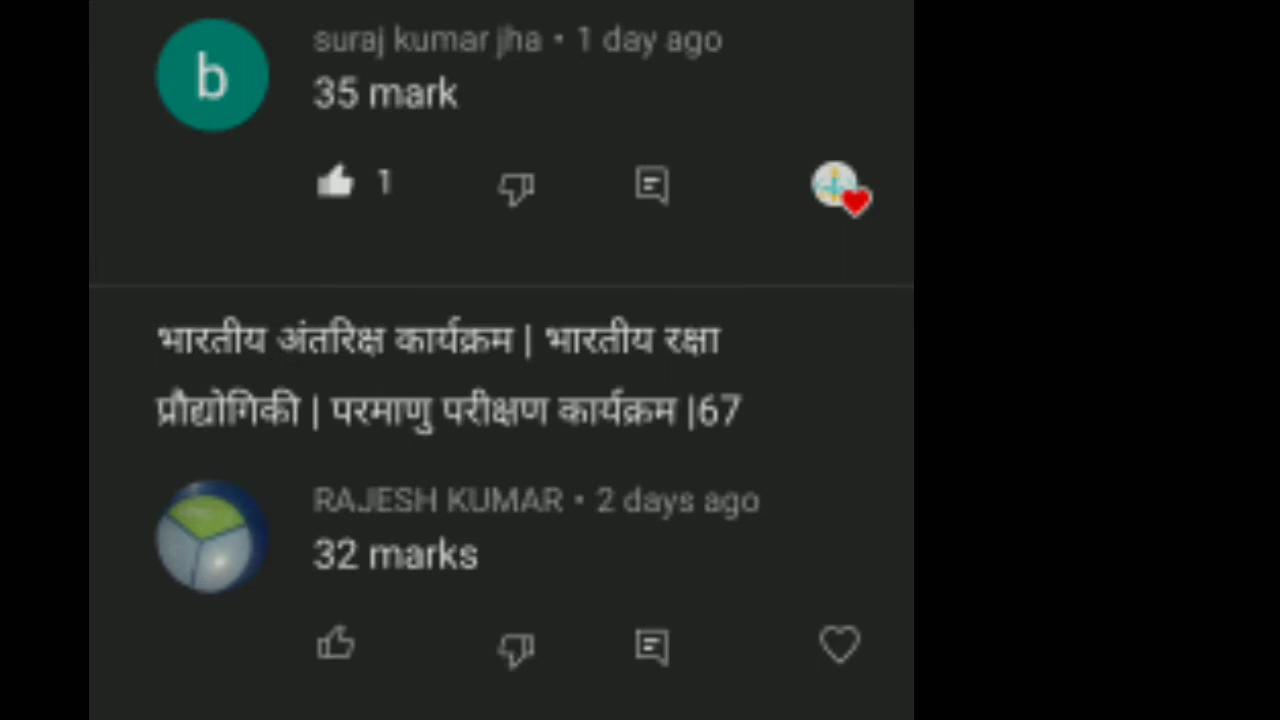 suraj kumar jha • 1 day ago
b
35 mark
1
भारतीय अंतरिक्ष कार्यक्रम | भारतीय रक्षा
प्रौद्योगिकी | परमाणु परीक्षण कार्यक्रम |67
RAJESH KUMAR • 2 days ago
32 marks